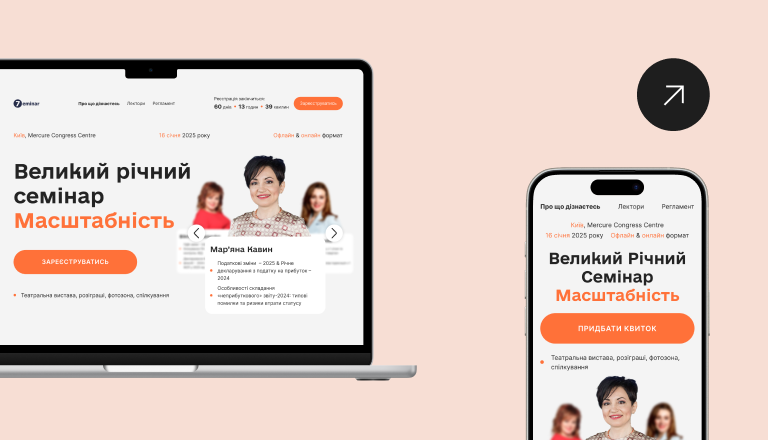 7eминар
Про що дізнаєтесь Лектори Регламент
Реєстрація закінчиться:
60 днів • 13 годин • 39 хвилин
Зареєструватись
Київ, Mercure Congress Centre
16 січня 2025 року
Офлайн & онлайн формат
Великий річний
семінар
Масштабність
ЗАРЕЄСТРУВАТИСЬ
Театральна вистава, розіграші, фотозона, спілкування
Мар'яна Кавин
Податкові зміни – 2025 & Річне
декларування з податку на прибуток –
2024
Особливості складання
«неприбуткового» звіту-2024: типові
помилки та ризики втрати статусу
Про що дізнаєтесь Лектори Регламент
Київ, Mercure Congress Centre
16 січня 2025 року Офлайн & онлайн формат
Великий Річний
Семінар
Масштабність
ПРИДБАТИ КВИТОК
Театральна вистава, розіграші, фотозона,
спілкування